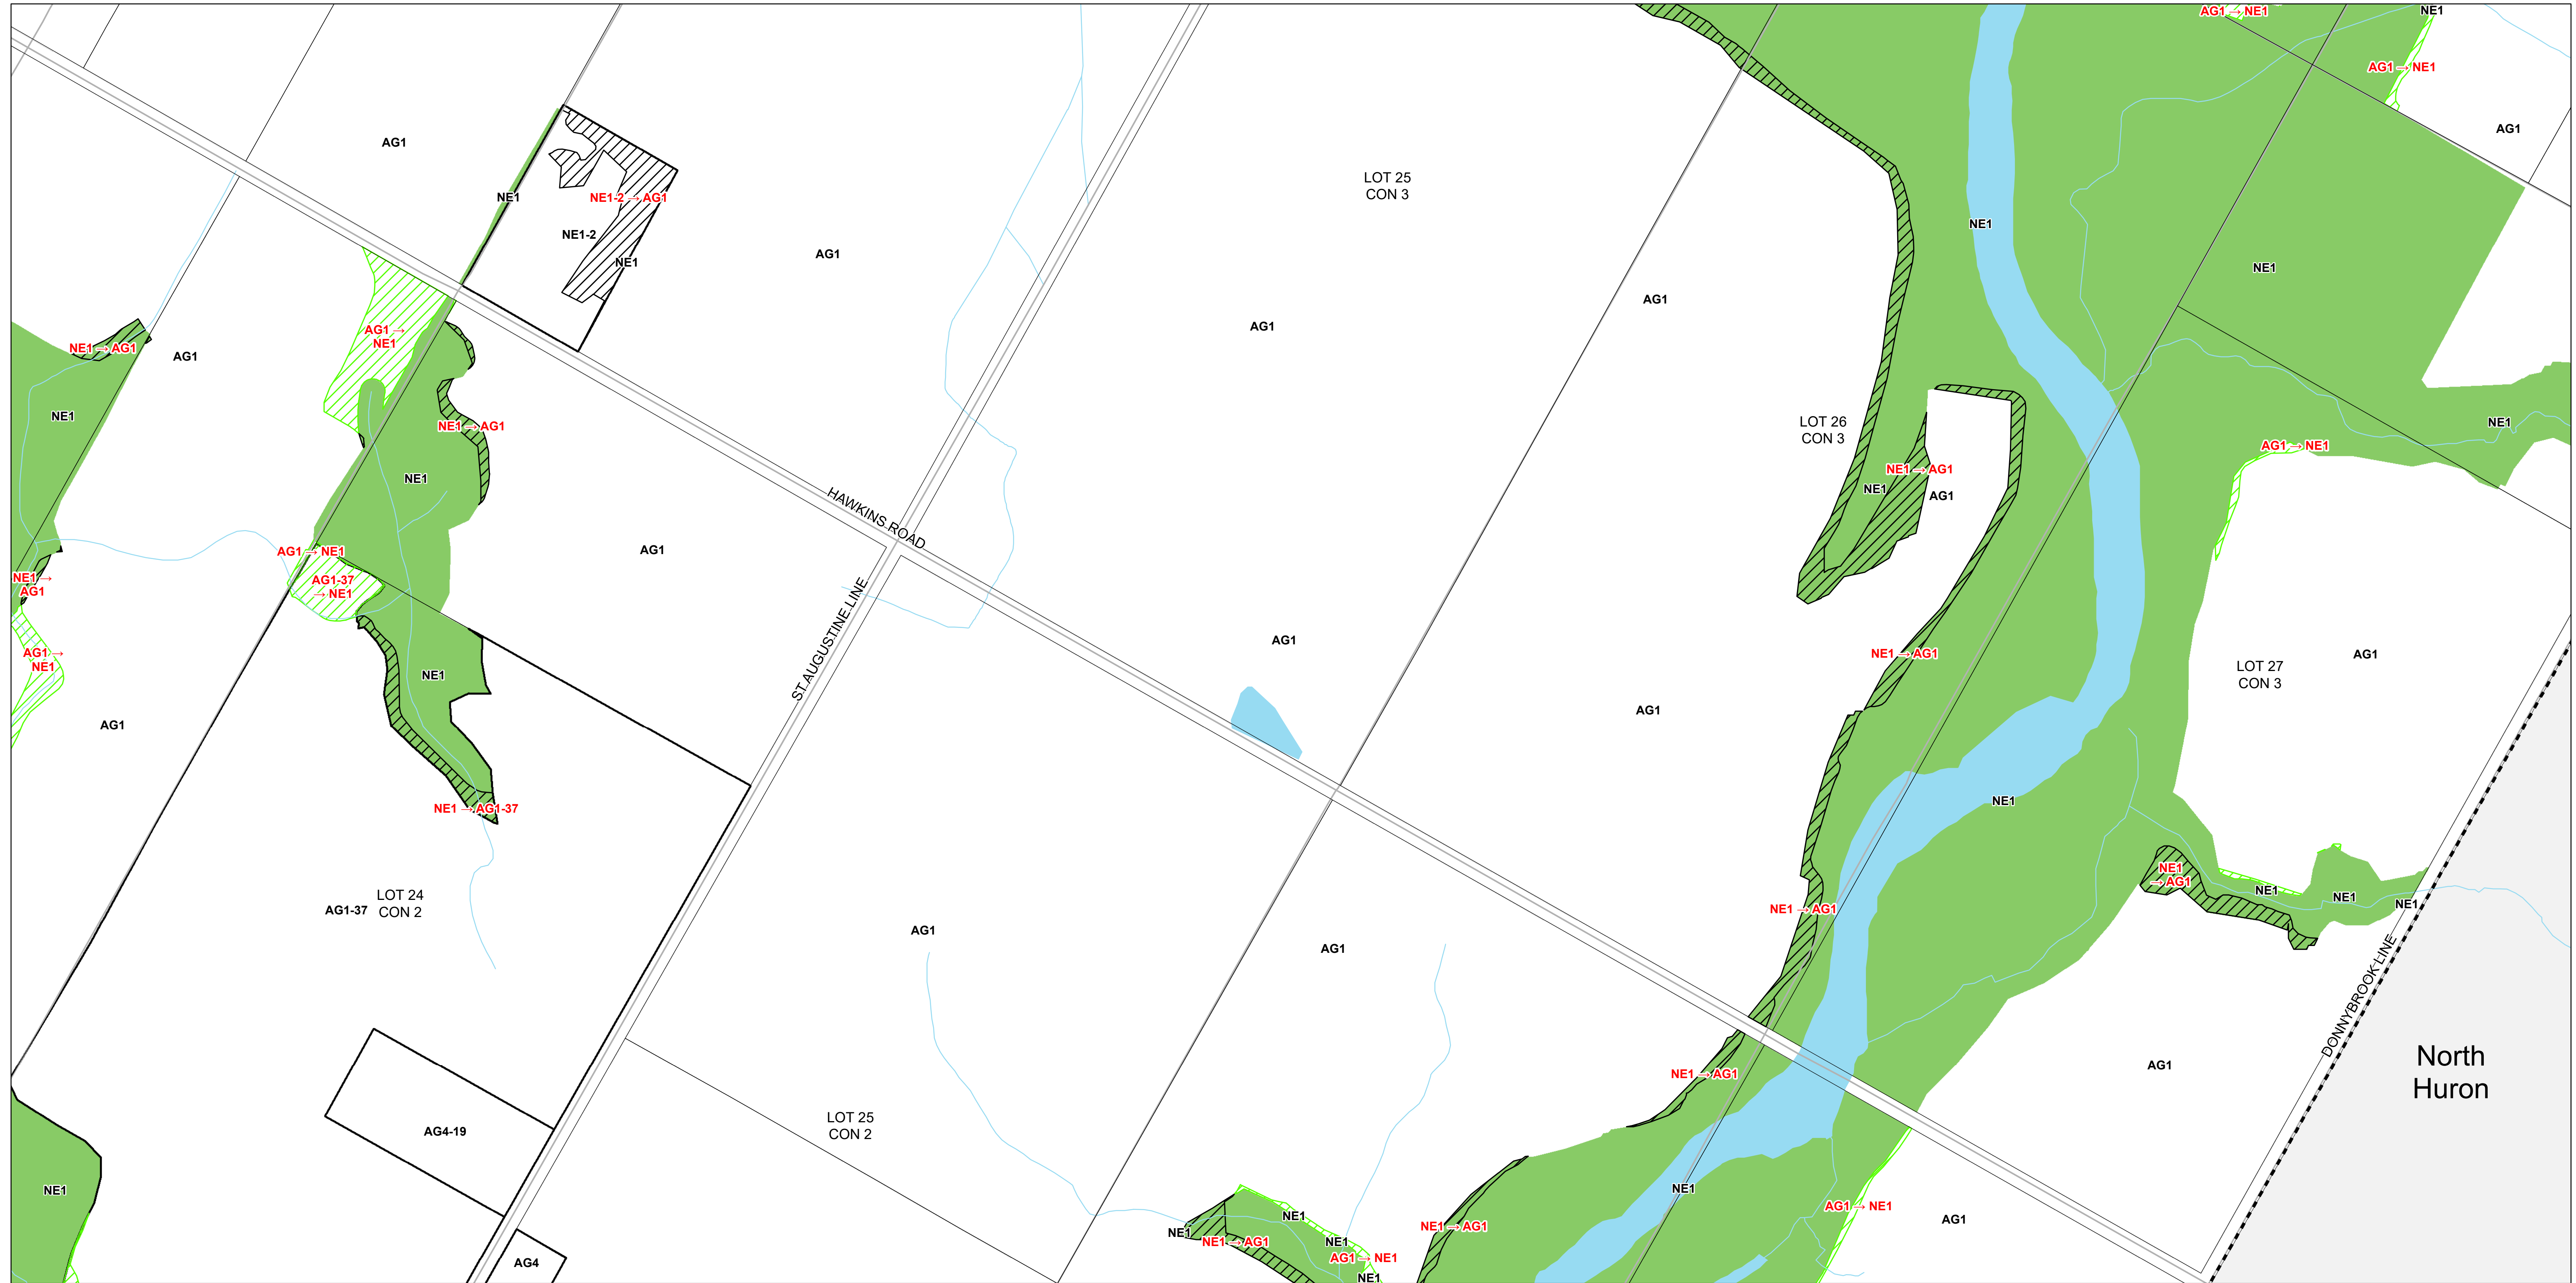 AG1 → NE1
NE1
AG1 → NE1
AG1
AG1
LOT 25
CON 3
NE1
NE1-2 → AG1
NE1
NE1-2
AG1
NE1
NE1
AG1
AG1
AG1 →
NE1
NE1 → AG1
AG1
NE1
NE1 → AG1
LOT 26
CON 3
NE1
AG1 → NE1
NE1 → AG1
NE1
NE1
AG1
HAWKINS ROAD
AG1 → NE1
AG1
NE1 →
AG1
AG1-37
→ NE1
ST.AUGUSTINE LINE
AG1
AG1 →
NE1
NE1
NE1 → AG1
AG1
LOT 27
CON 3
AG1
AG1
NE1 → AG1-37
NE1
NE1
→ AG1
NE1
NE1
NE1
LOT 24
CON 2
AG1-37
NE1 → AG1
AG1
AG1
DONNYBROOK LINE
North
Huron
NE1 → AG1
AG1
LOT 25
CON 2
AG4-19
NE1
NE1
AG1 → NE1
AG1
NE1
NE1 → AG1
NE1
NE1 → AG1
NE1
AG1 → NE1
NE1
AG4